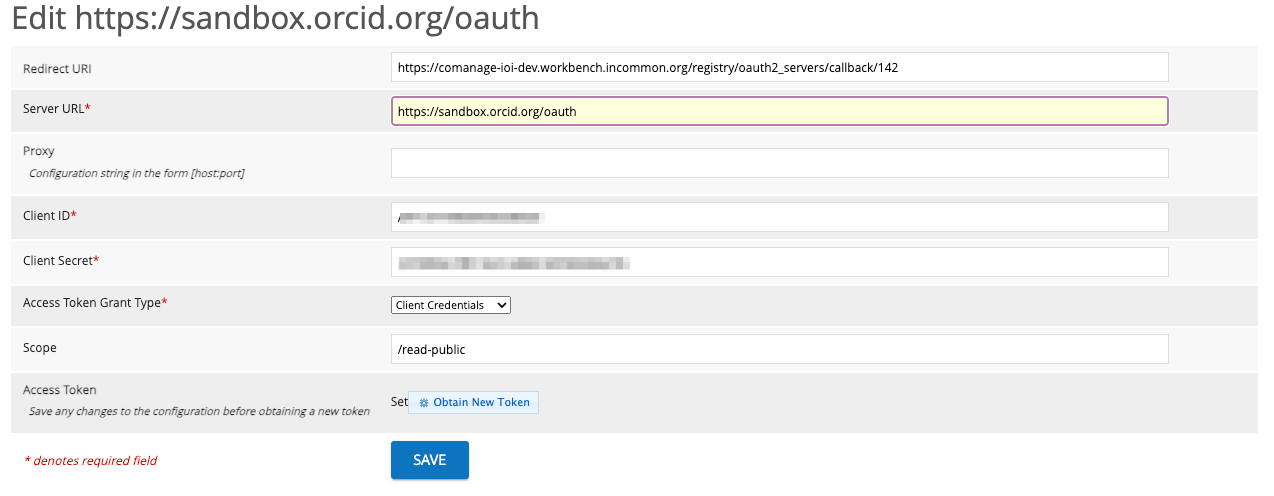 Edit https://sandbox.orcid.org/oauth
Redirect URI
https://comanage-ioi-dev.workbench.incommon.org/registry/oauth2_servers/callback/142
Server URL*
https://sandbox.orcid.org/oauth
Proxy
Configuration string in the form [host:port]
Client ID*
Client Secret*
Access Token Grant Type*
Client Credentials
Scope
/read-public
Access Token
Save any changes to the configuration before obtaining a new token
Set Obtain New Token
* denotes required field
SAVE